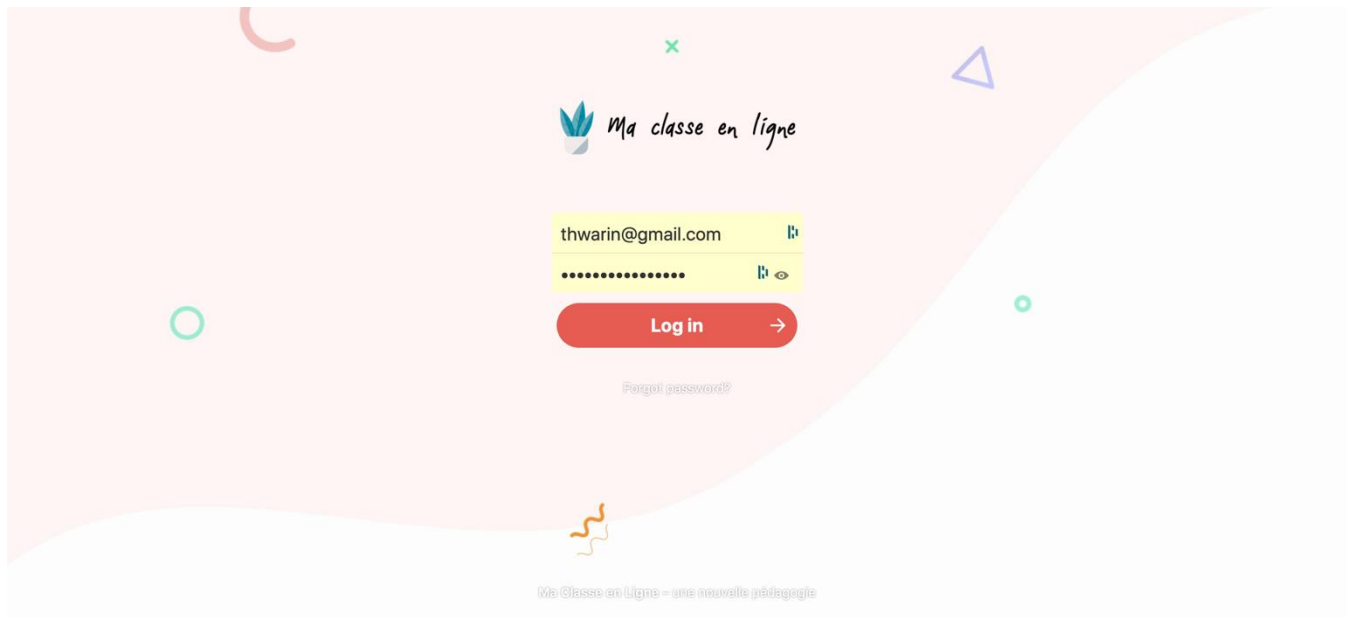 Ma classe en ligne
thwarin@gmail.com
••••••••••••••••
Log in
Forgot password?
Ma Classe en Ligne – une nouvelle pédagogie